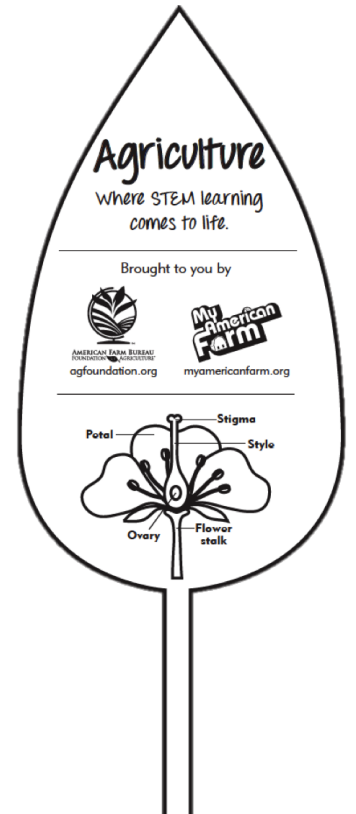 Agriculture
Where STEM learning
comes to life.
Brought to you by
AMERICAN FARM BUREAU
FOUNDATION FOR AGRICULTURE®
agfoundation.org
My
American
Farm
myamericanfarm.org
Stigma
Petal
Style
Ovary
Flower
stalk